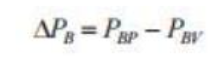 ΔP_B = P_BP − P_BV